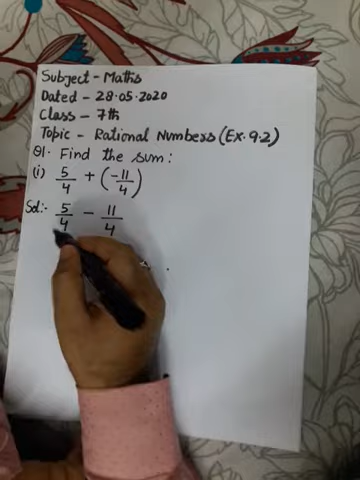 Subject - Maths
Dated - 28.05.2020
Class - 7th
Topic - Rational Numbers (Ex. 9.2)
Q1. Find the sum:
(i) 5/4 + (-11/4)
Sol:- 5/4 - 11/4